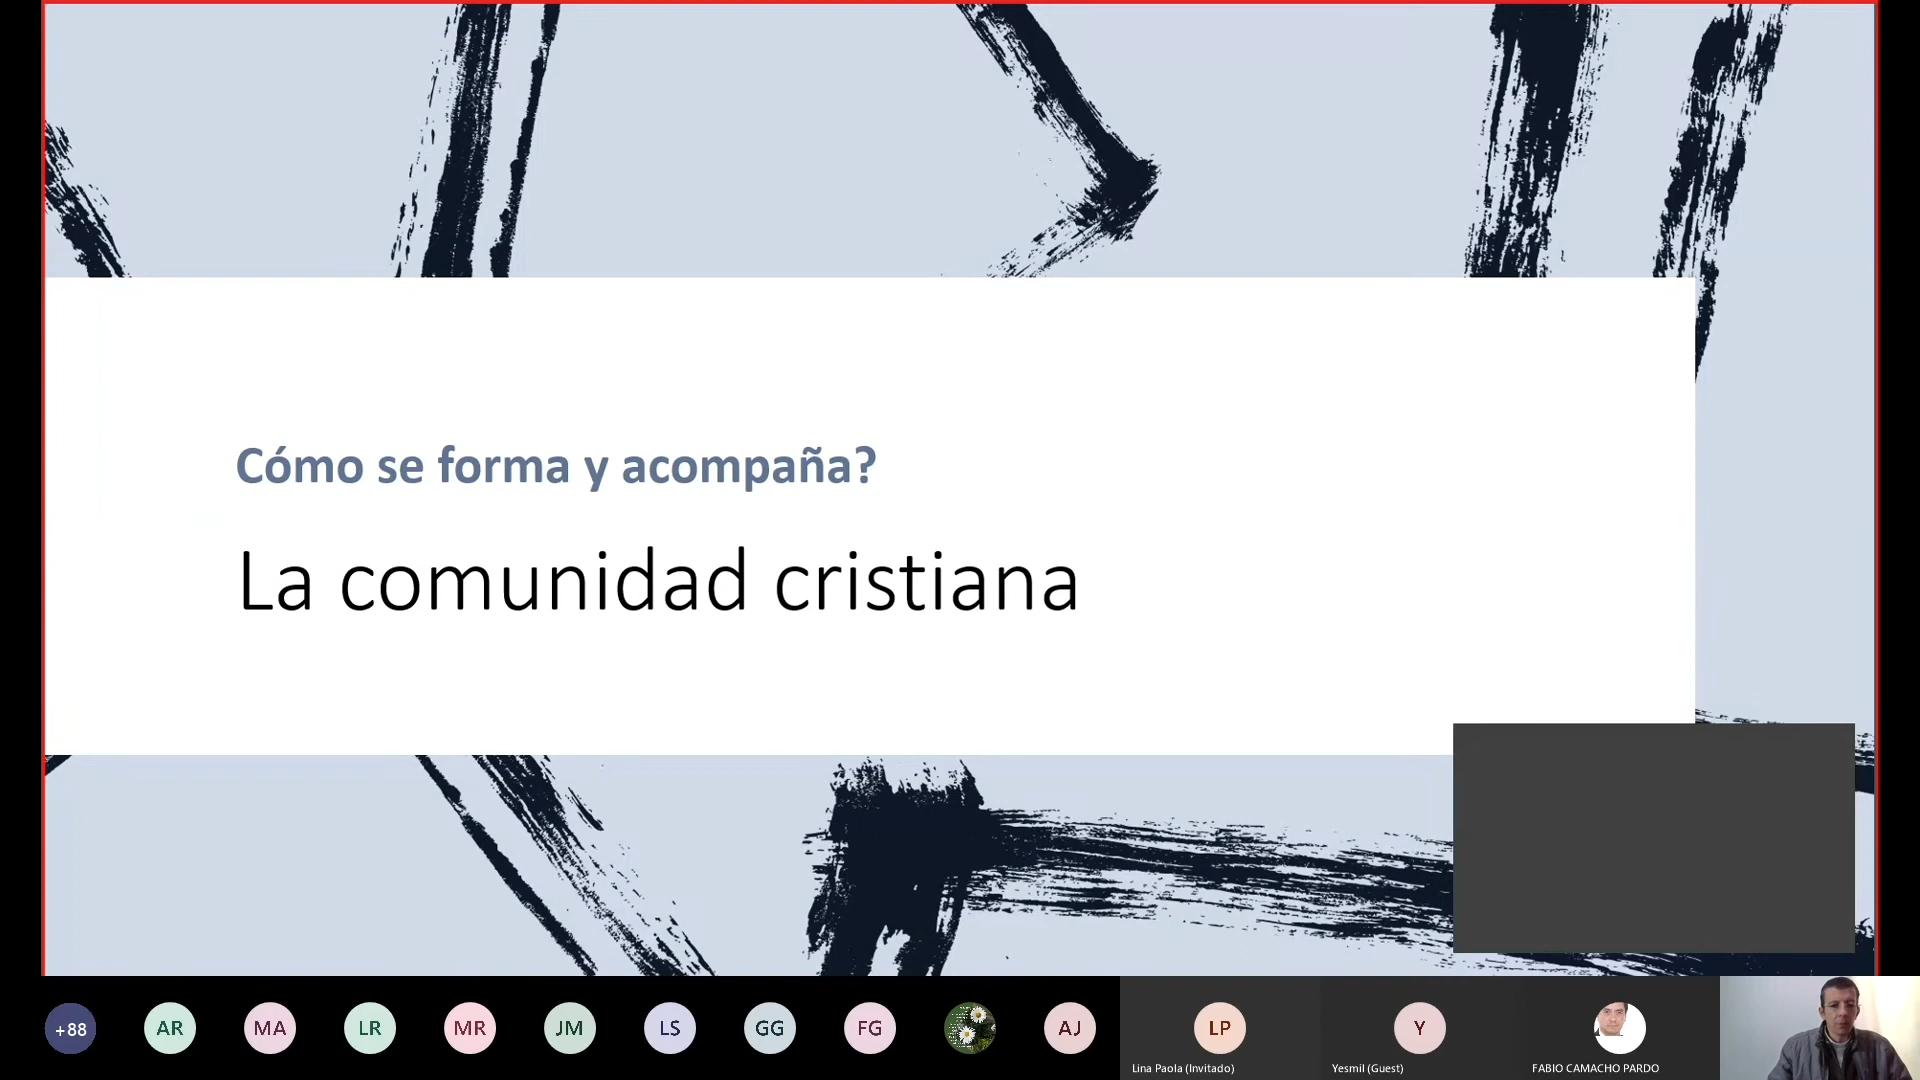 Cómo se forma y acompaña?
La comunidad cristiana
+88
AR
MA
LR
MR
JM
LS
GG
FG
AJ
LP
Y
Lina Paola (Invitado)
Yesmil (Guest)
FABIO CAMACHO PARDO